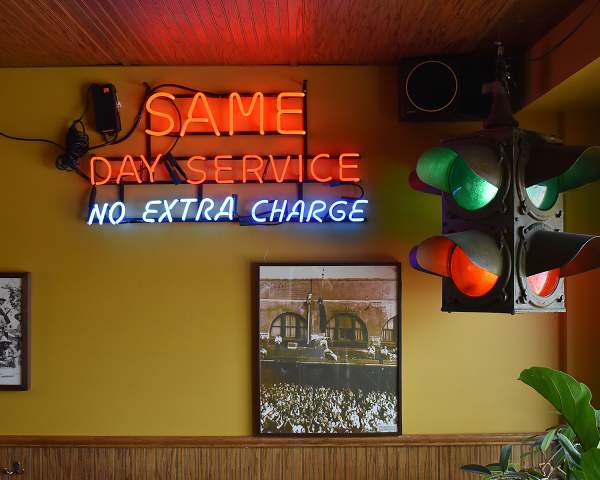 SAME
DAY SERVICE
NO EXTRA CHARGE